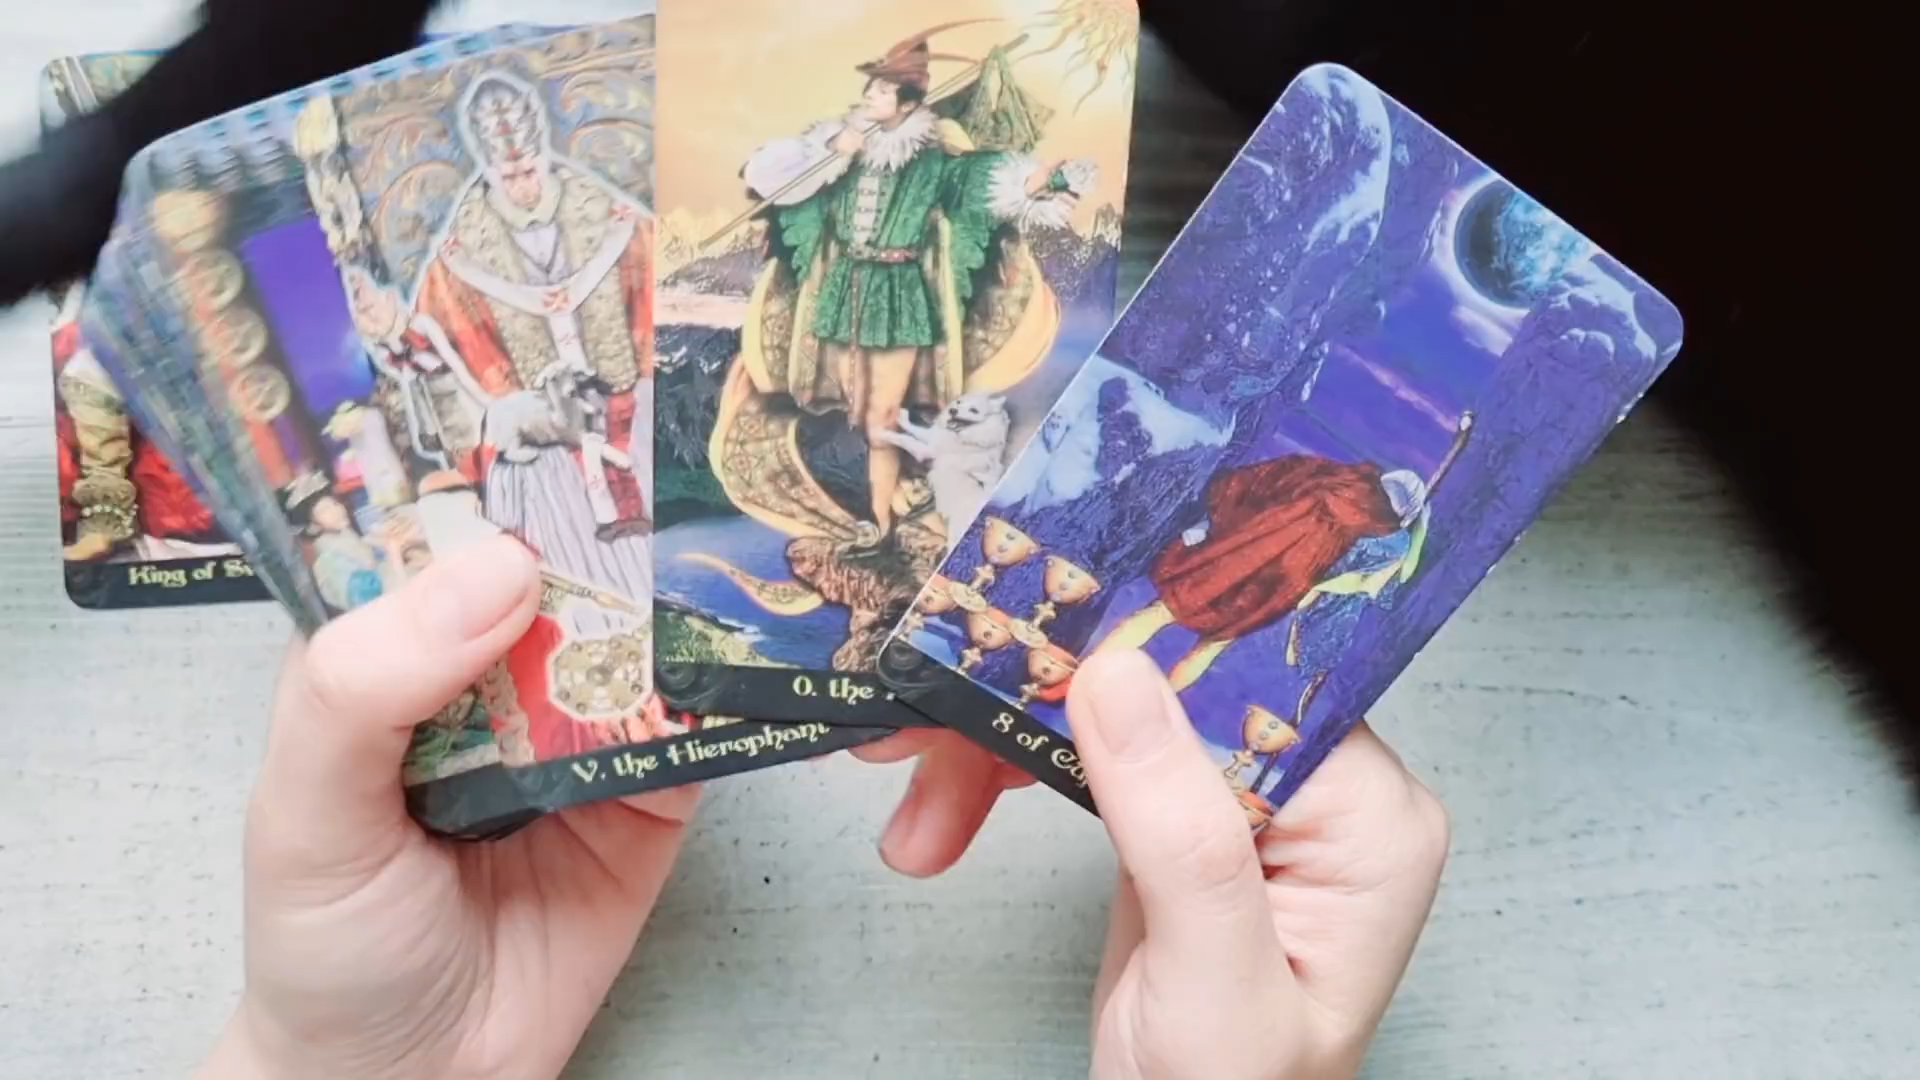 King of
V. the Hierophant
0. the
8 of